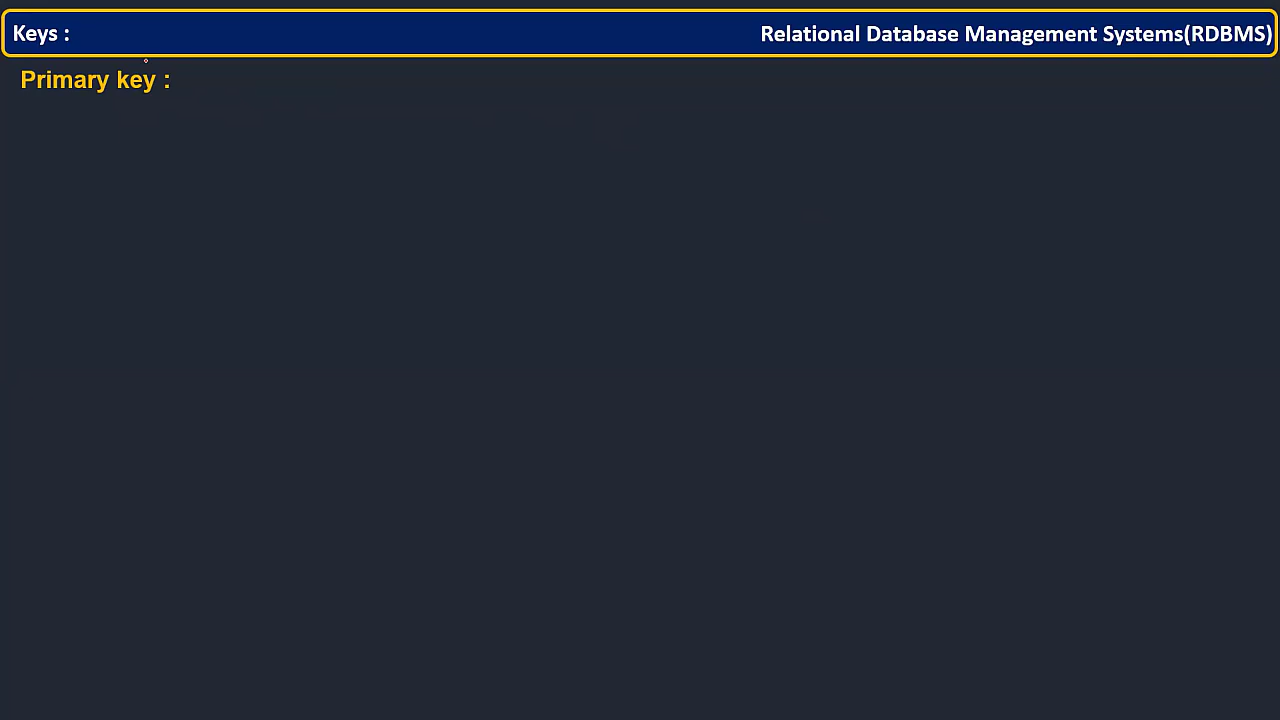 Keys :
Relational Database Management Systems(RDBMS)
Primary key :